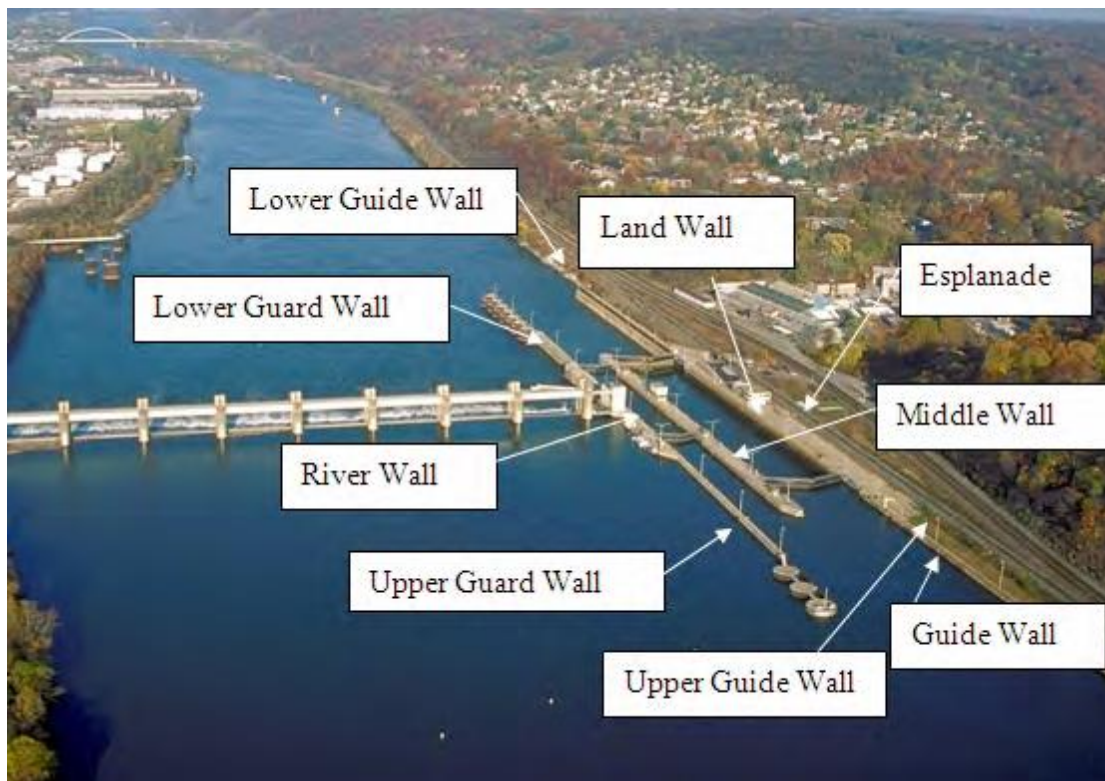 Lower Guide Wall
Land Wall
Esplanade
Lower Guard Wall
Middle Wall
River Wall
Upper Guard Wall
Guide Wall
Upper Guide Wall